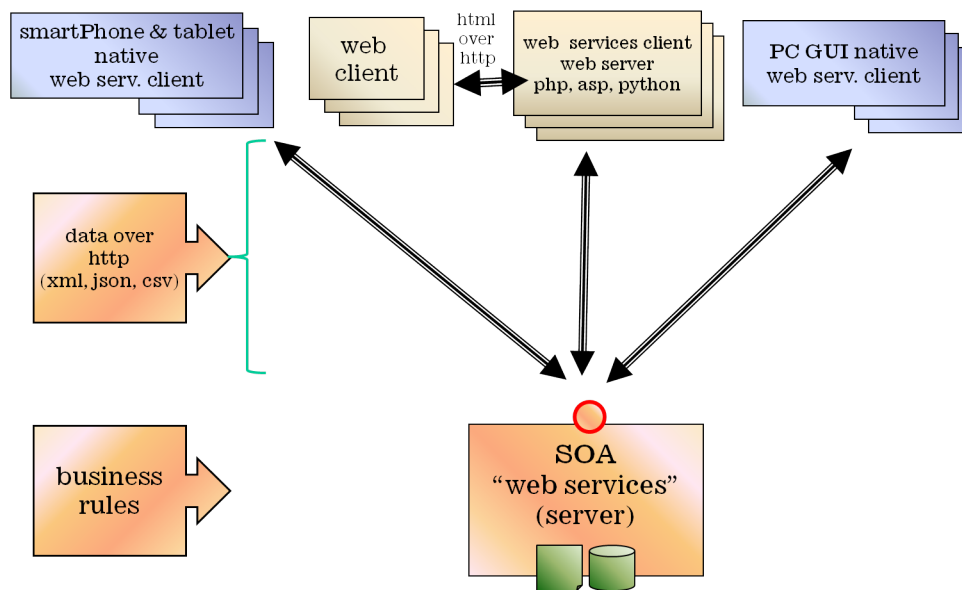 smartPhone & tablet
native
web serv. client
web
client
html
over
http
web services client
web server
php, asp, python
PC GUI native
web serv. client
data over
http
(xml, json, csv)
business
rules
SOA
“web services”
(server)